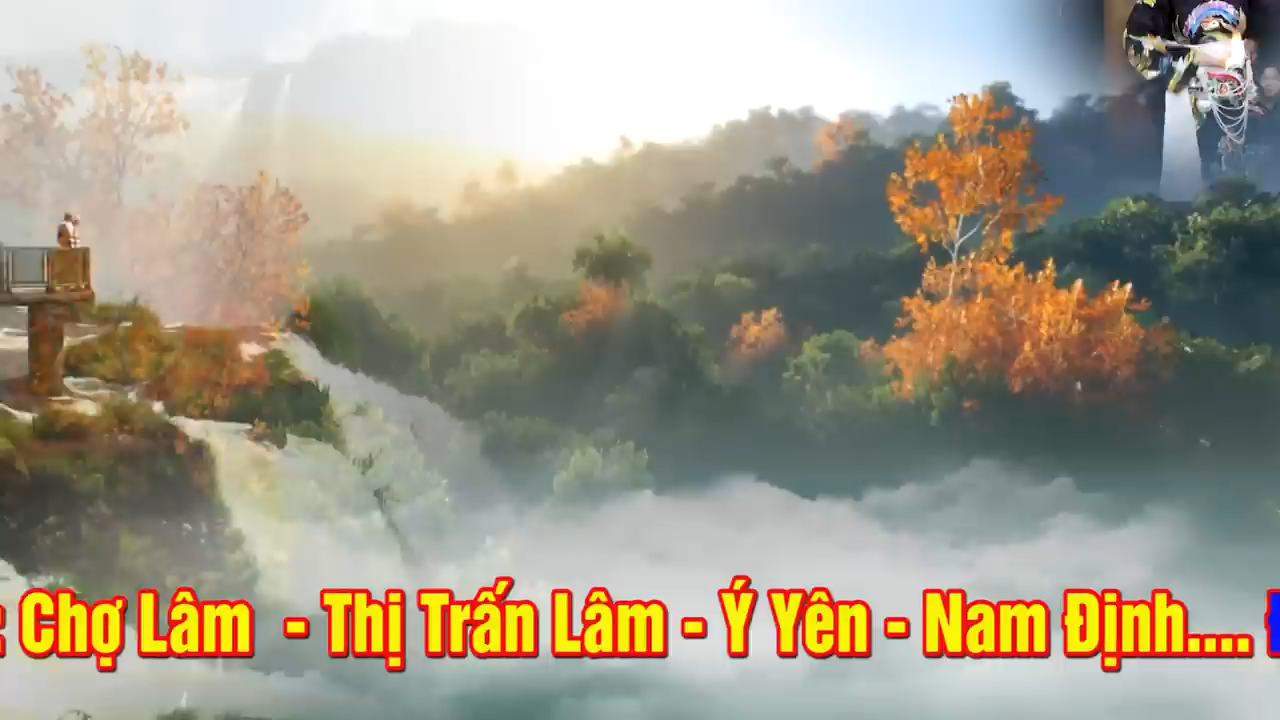 : Chợ Lâm - Thị Trấn Lâm - Ý Yên - Nam Định....